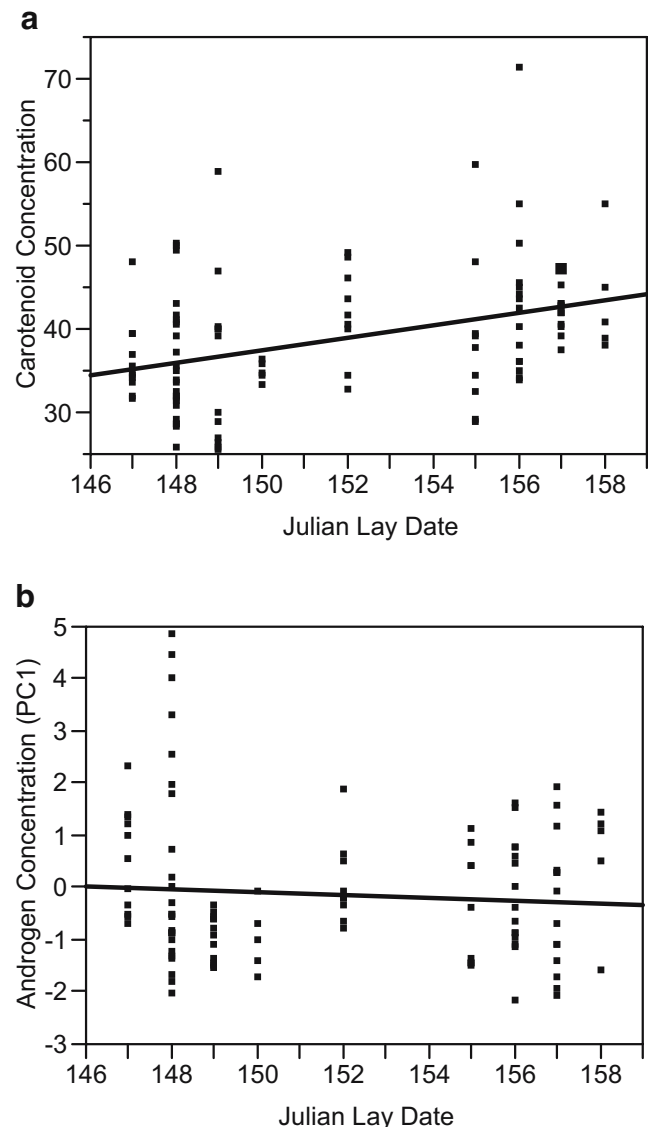 a
Carotenoid Concentration
70
60
50
40
30
146 148 150 152 154 156 158
Julian Lay Date
b
Androgen Concentration (PC1)
5
4
3
2
1
0
-1
-2
-3
146 148 150 152 154 156 158
Julian Lay Date